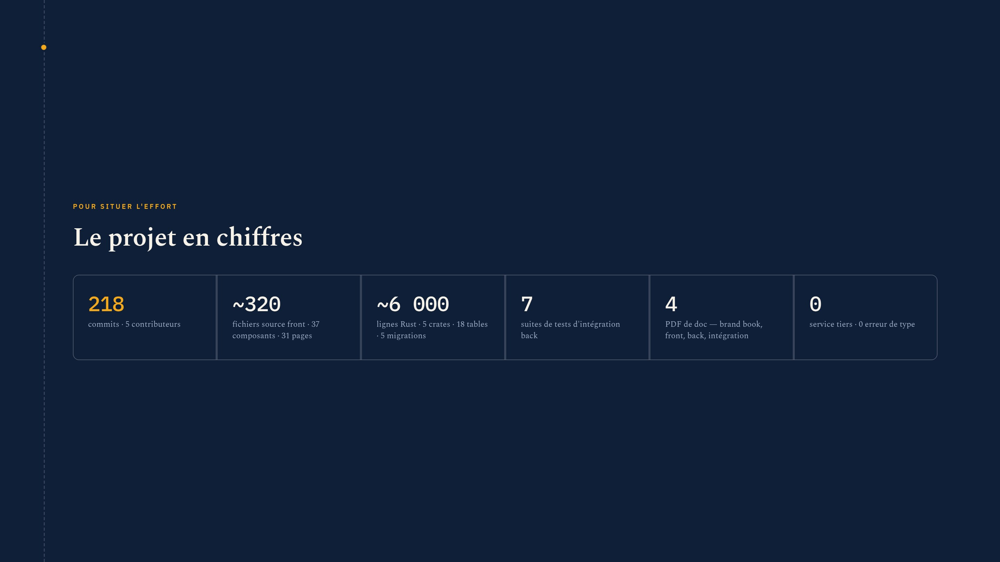 POUR SITUER L'EFFORT
Le projet en chiffres
218
commits · 5 contributeurs
~320
fichiers source front · 37
composants · 31 pages
~6 000
lignes Rust · 5 crates · 18 tables
· 5 migrations
7
suites de tests d'intégration
back
4
PDF de doc — brand book,
front, back, intégration
0
service tiers · 0 erreur de type